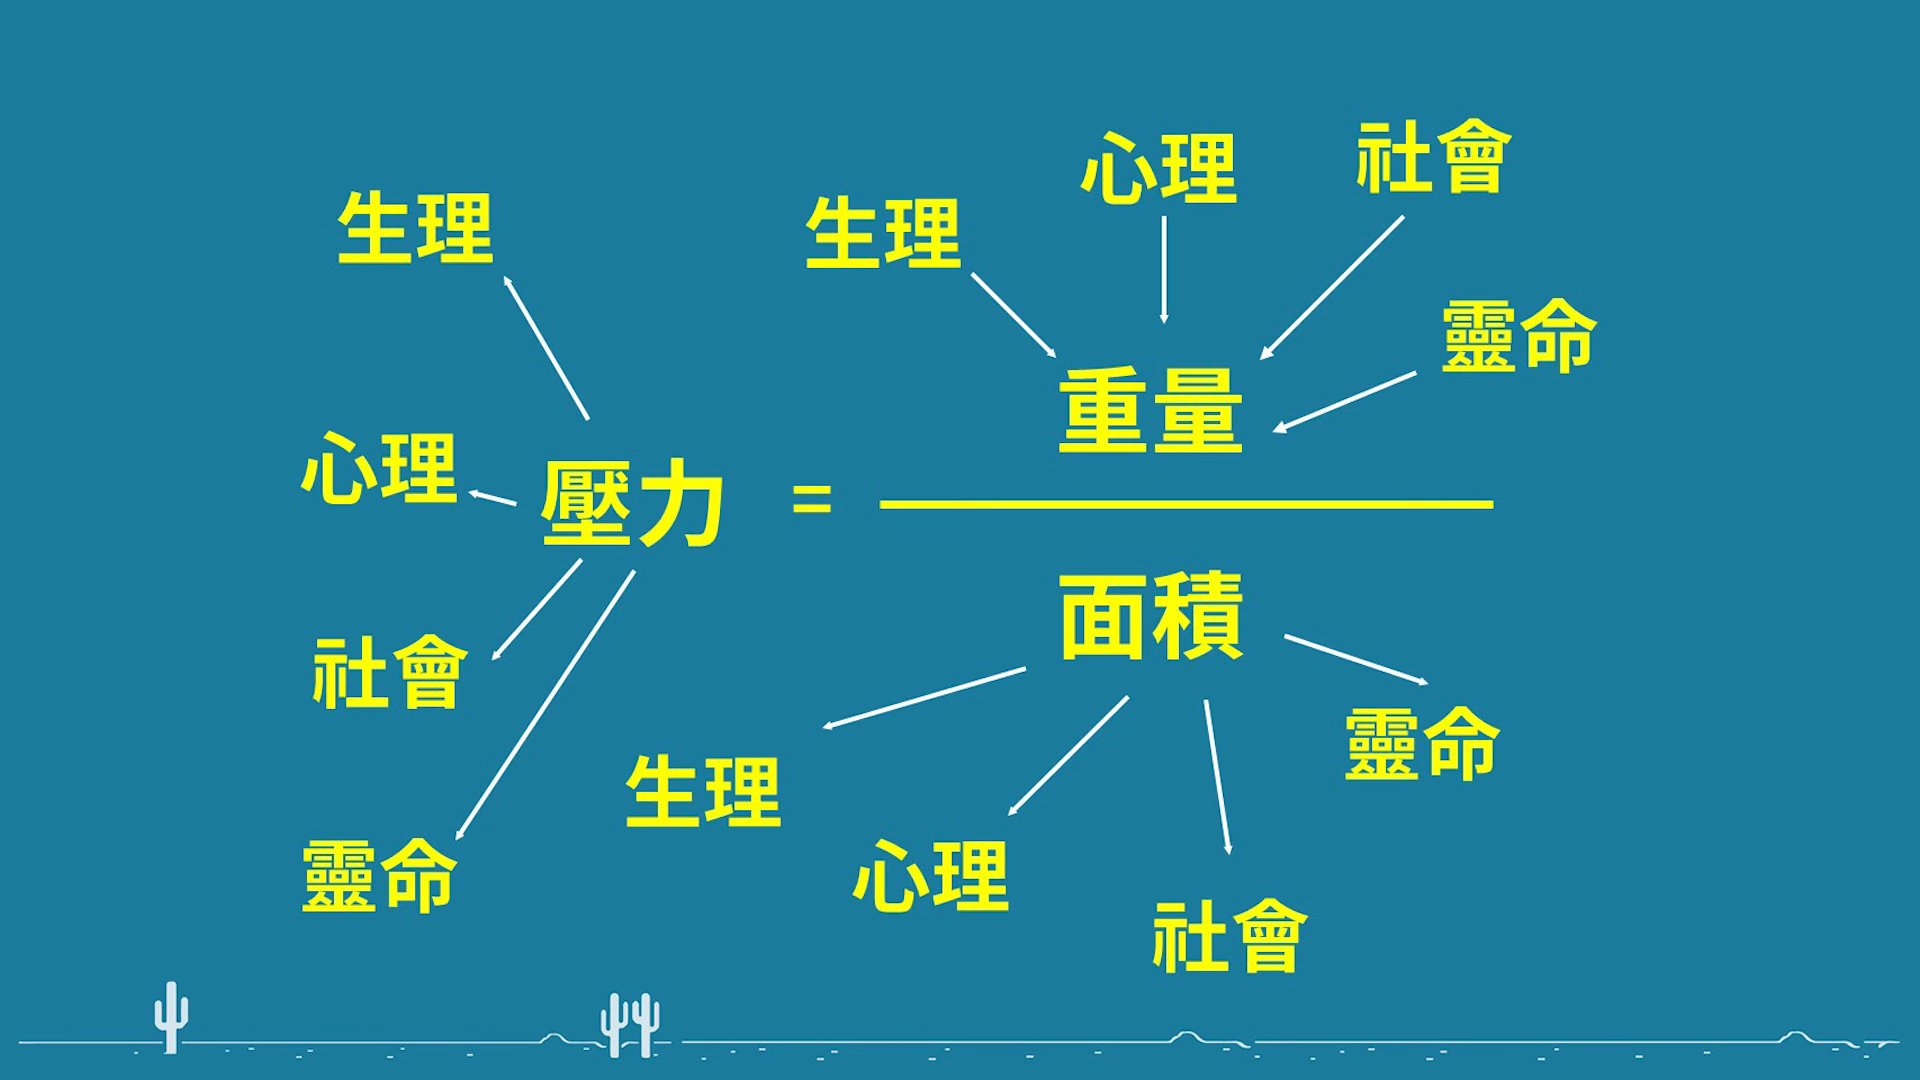 心理
社會
生理
生理
靈命
重量
心理
壓力
=
面積
社會
靈命
生理
心理
靈命
社會